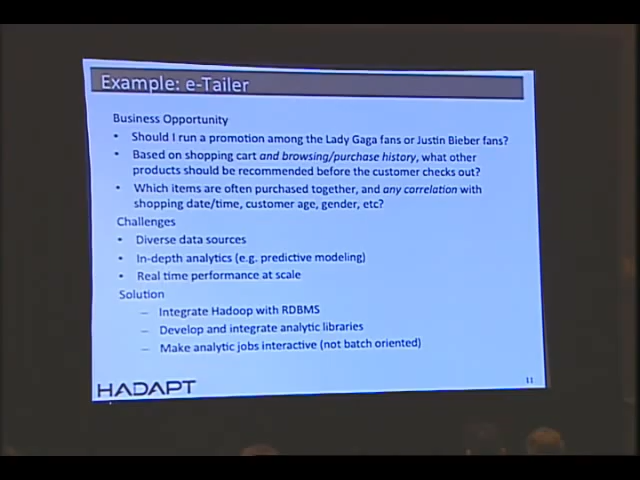 Example: e-Tailer
Business Opportunity
• Should I run a promotion among the Lady Gaga fans or Justin Bieber fans?
• Based on shopping cart and browsing/purchase history, what other
products should be recommended before the customer checks out?
• Which items are often purchased together, and any correlation with
shopping date/time, customer age, gender, etc?
Challenges
• Diverse data sources
• In-depth analytics (e.g. predictive modeling)
• Real time performance at scale
Solution
— Integrate Hadoop with RDBMS
— Develop and integrate analytic libraries
— Make analytic jobs interactive (not batch oriented)
HADAPT
11